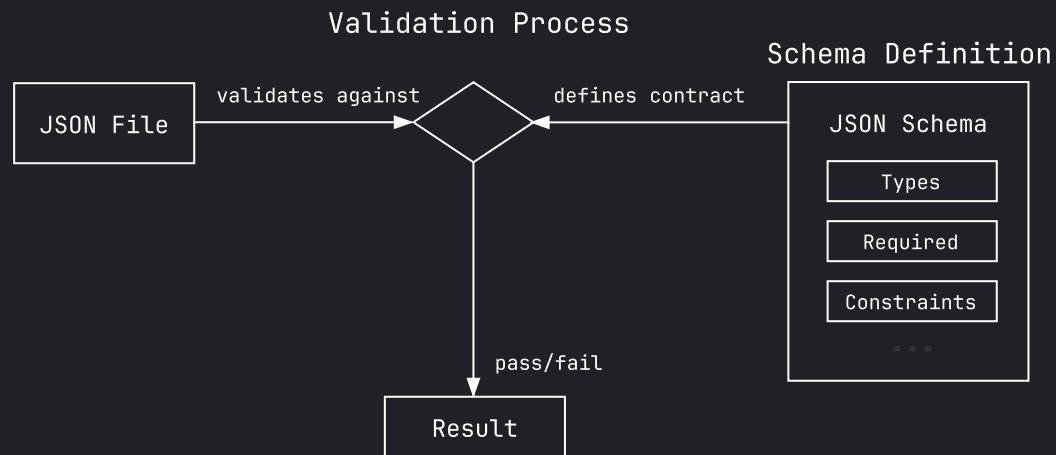 Validation Process
Schema Definition
JSON File
validates against
defines contract
JSON Schema
Types
Required
Constraints
...
pass/fail
Result